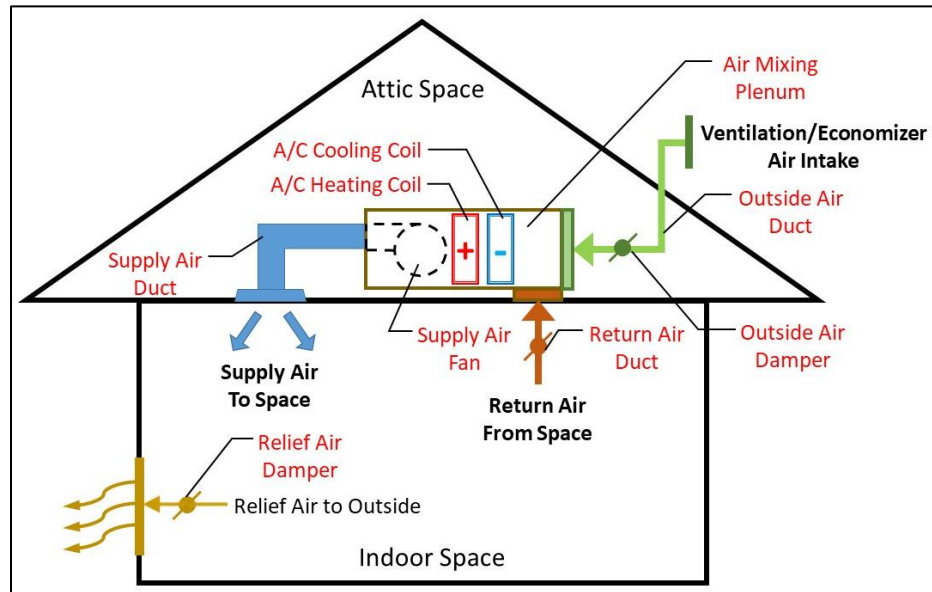 Attic Space
Air Mixing
Plenum
Ventilation/Economizer
Air Intake
A/C Cooling Coil
A/C Heating Coil
Outside Air
Duct
+
-
Supply Air
Duct
Supply Air
Fan
Return Air
Duct
Outside Air
Damper
Supply Air
To Space
Return Air
From Space
Relief Air
Damper
Relief Air to Outside
Indoor Space